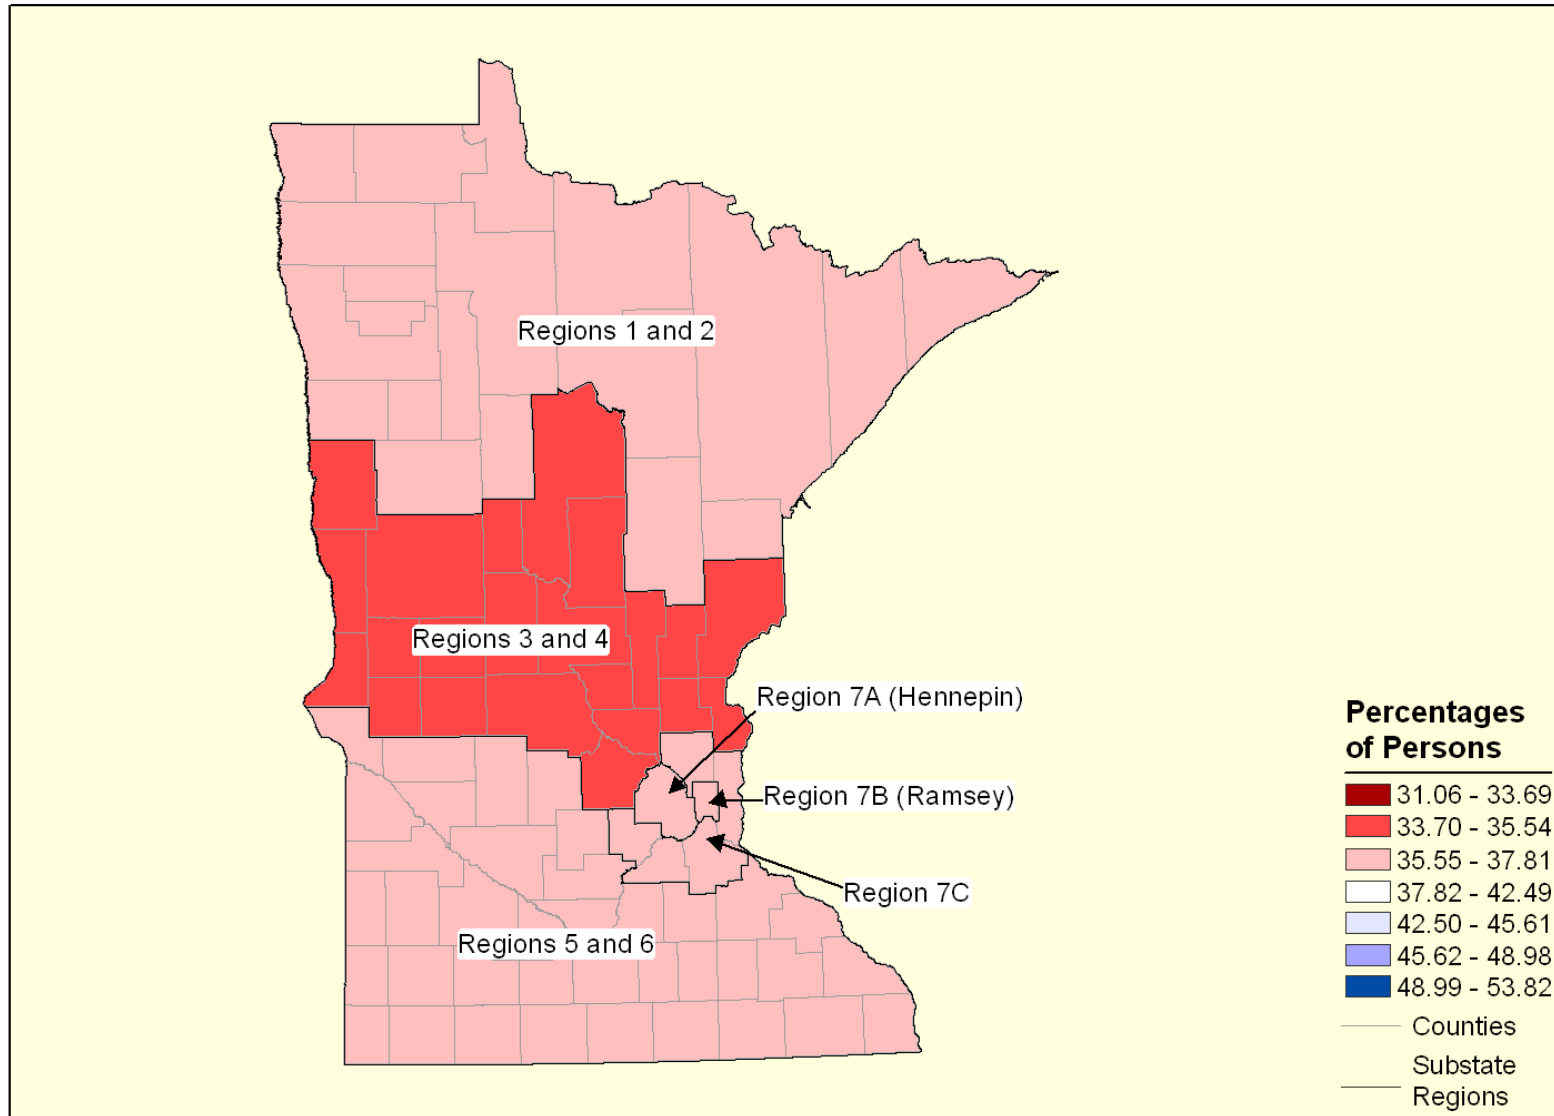 Regions 1 and 2
Regions 3 and 4
Region 7A (Hennepin)
Region 7B (Ramsey)
Region 7C
Regions 5 and 6
Percentages
of Persons
31.06 - 33.69
33.70 - 35.54
35.55 - 37.81
37.82 - 42.49
42.50 - 45.61
45.62 - 48.98
48.99 - 53.82
Counties
Substate
Regions